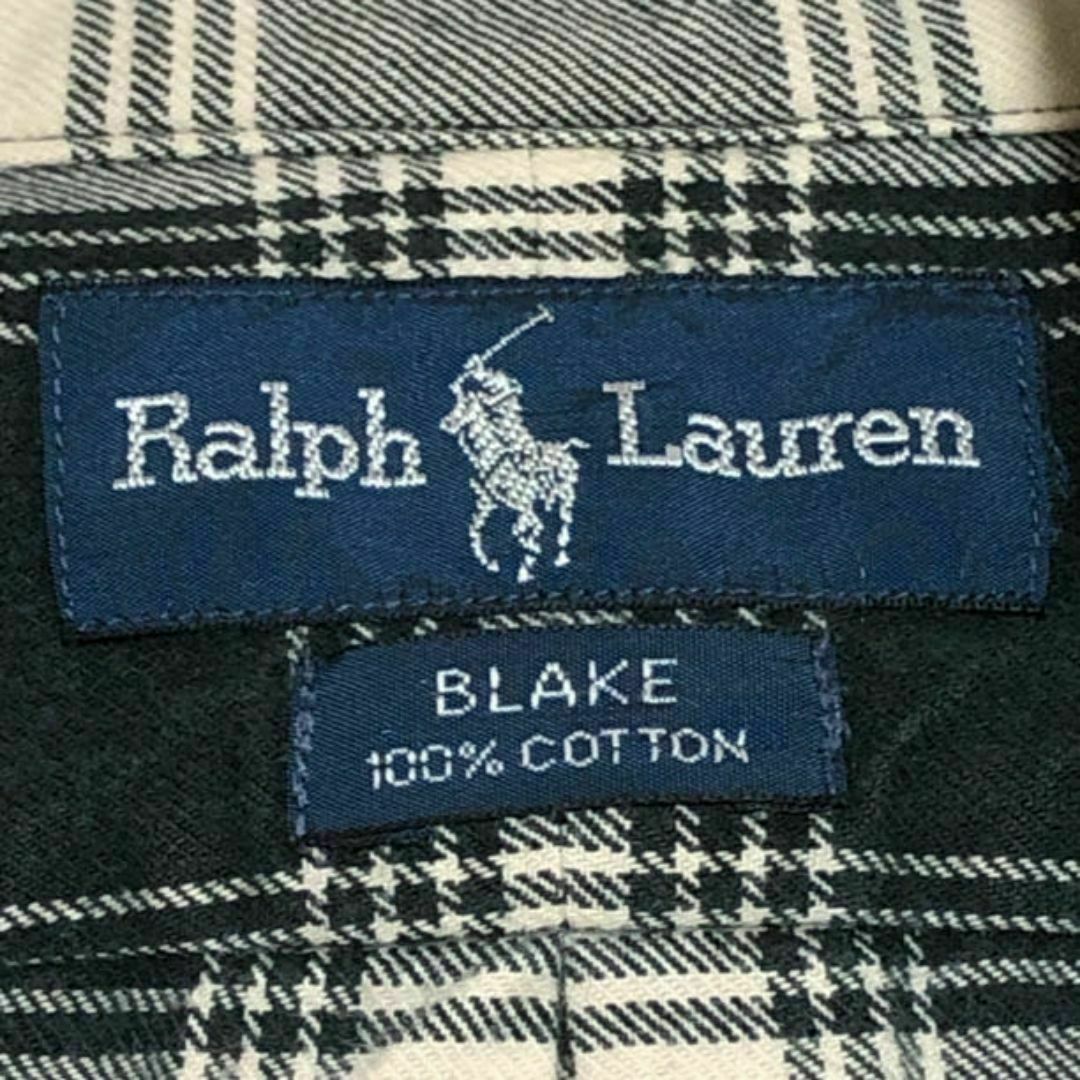 Ralph Lauren
BLAKE
100% COTTON